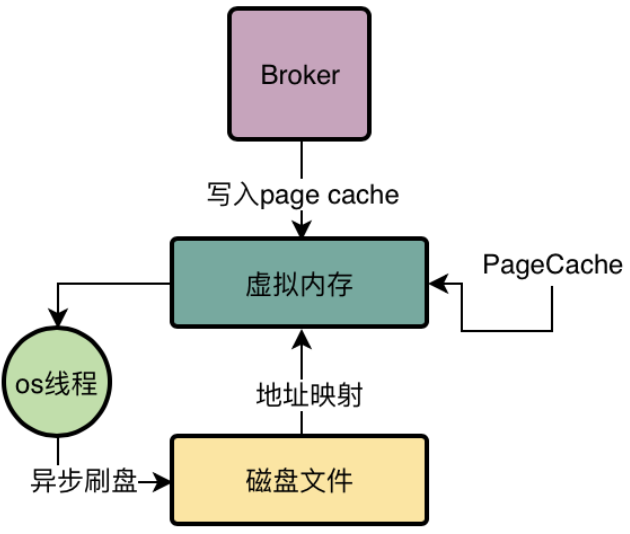 Broker
写入page cache
PageCache
虚拟内存
os线程
地址映射
异步刷盘
磁盘文件